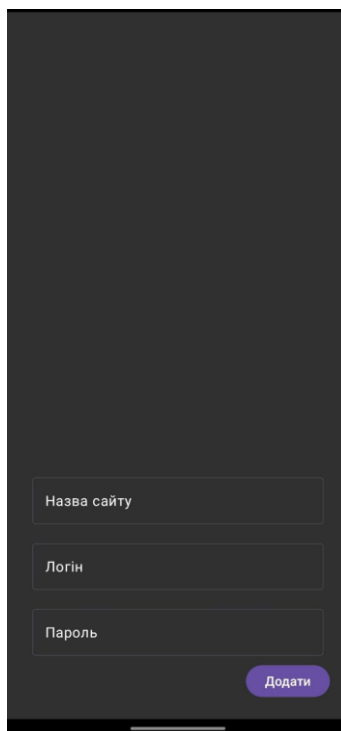 Назва сайту
Логін
Пароль
Додати